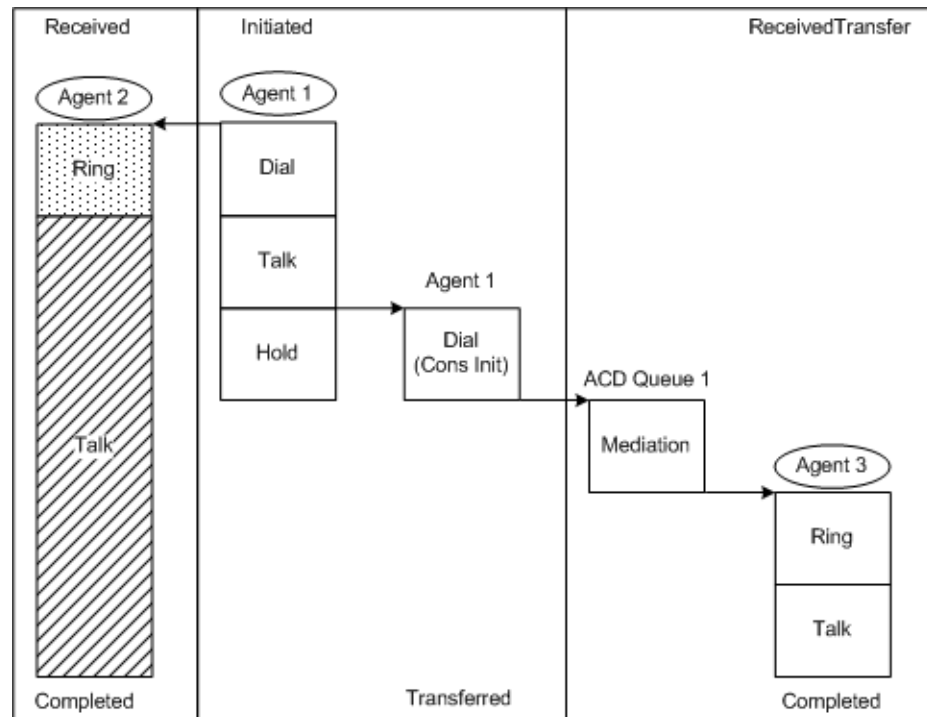 Received
Initiated
ReceivedTransfer
Agent 2
Agent 1
Ring
Dial
Talk
Agent 1
Hold
Dial
(Cons Init)
ACD Queue 1
Talk
Mediation
Agent 3
Ring
Talk
Completed
Transferred
Completed